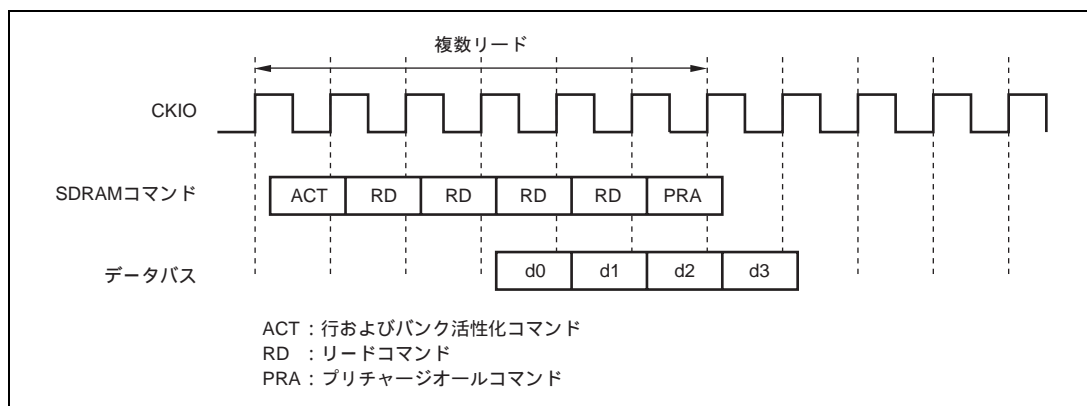 複数リード
CKIO
SDRAMコマンド ACT RD RD RD RD PRA
データバス d0 d1 d2 d3
ACT : 行およびバンク活性化コマンド
RD : リードコマンド
PRA : プリチャージオールコマンド